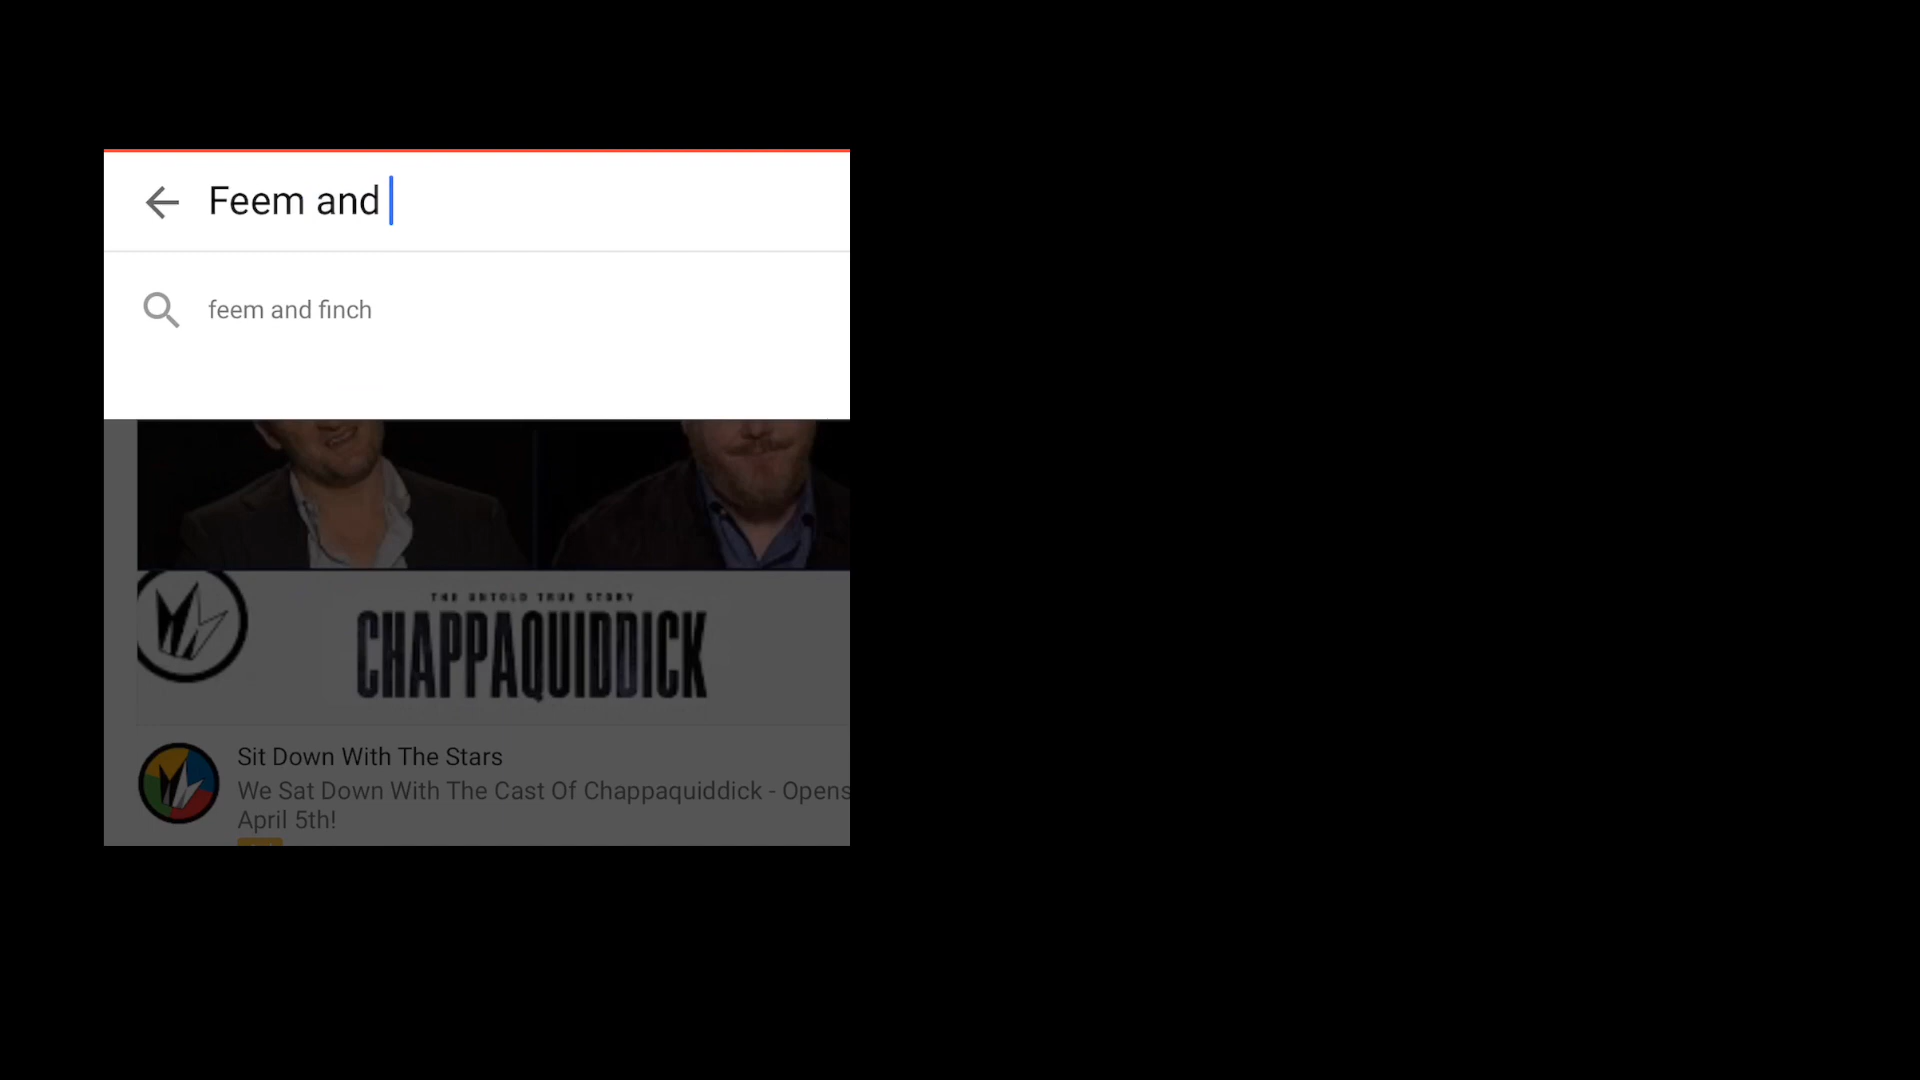 Feem and
feem and finch
THE UNTOLD TRUE STORY
CHAPPAQUIDDICK
Sit Down With The Stars
We Sat Down With The Cast Of Chappaquiddick - Opens
April 5th!